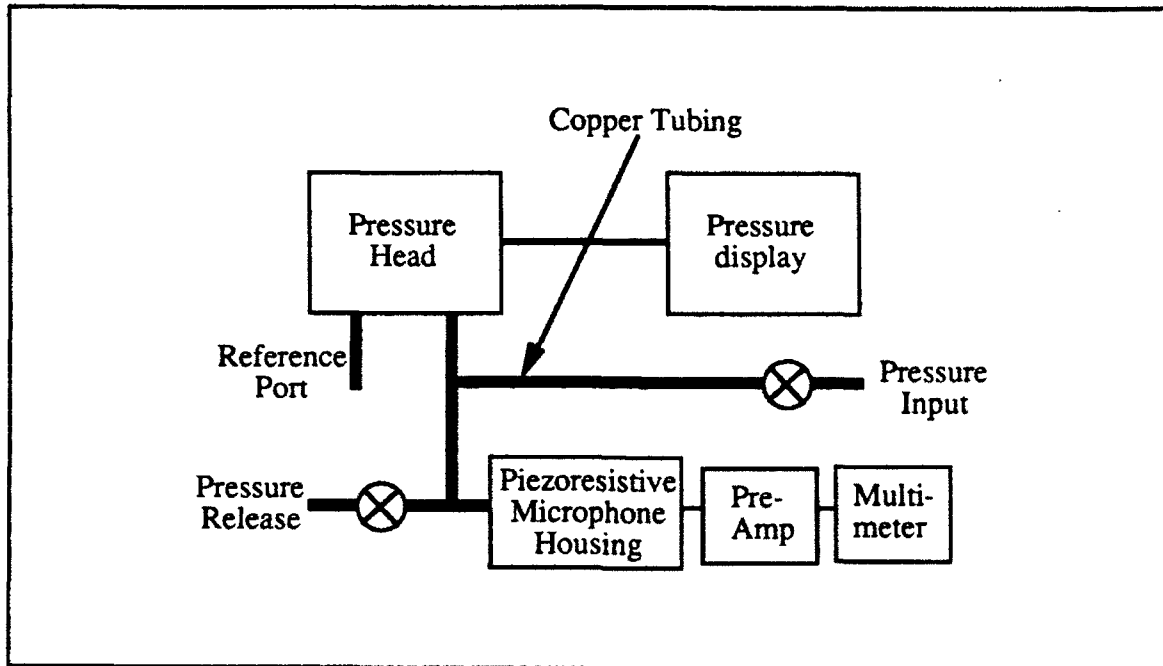 Copper Tubing
Pressure
Head
Pressure
display
Reference
Port
Pressure
Input
Pressure
Release
Piezoresistive
Microphone
Housing
Pre-
Amp
Multi-
meter